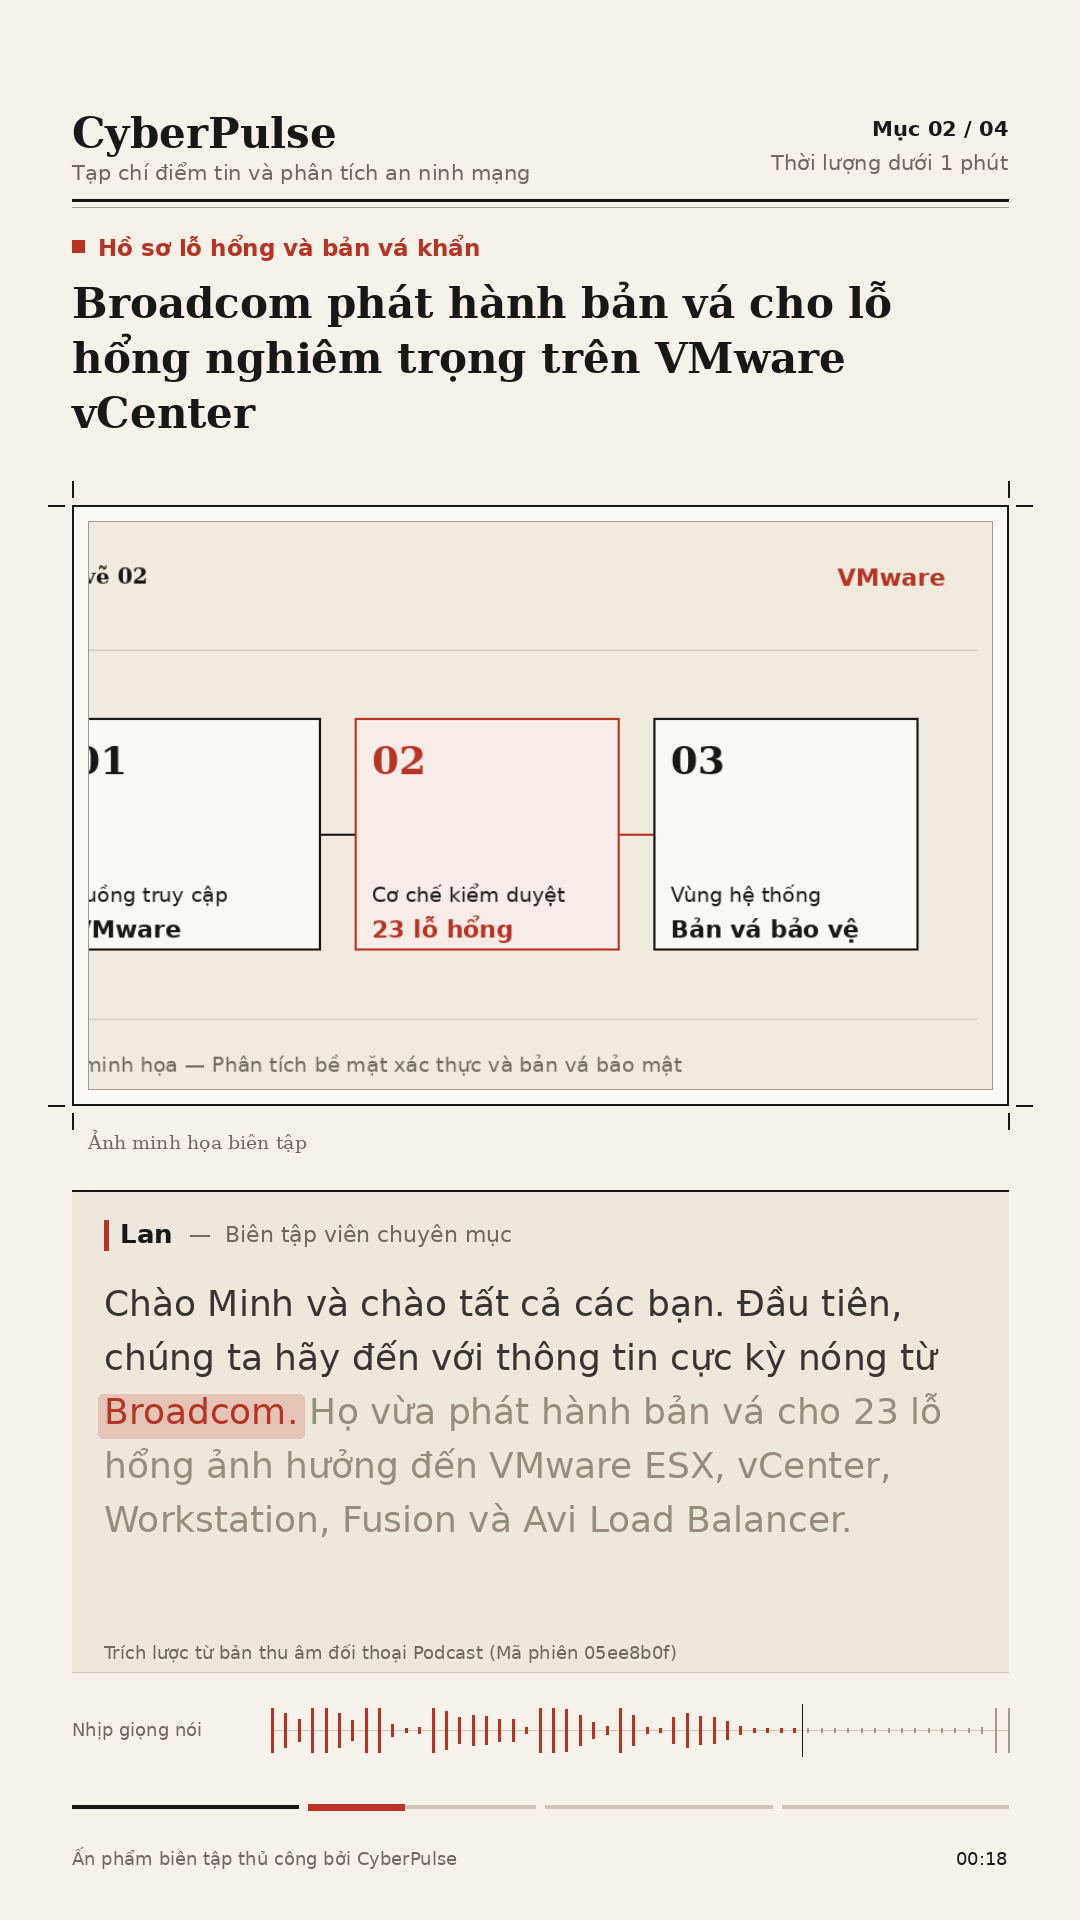 CyberPulse
Tạp chí điểm tin và phân tích an ninh mạng
Mục 02 / 04
Thời lượng dưới 1 phút
Hồ sơ lỗ hổng và bản vá khẩn
Broadcom phát hành bản vá cho lỗ
hổng nghiêm trọng trên VMware
vCenter
vẽ 02
VMware
01
uồng truy cập
VMware
02
Cơ chế kiểm duyệt
23 lỗ hổng
03
Vùng hệ thống
Bản vá bảo vệ
minh họa — Phân tích bề mặt xác thực và bản vá bảo mật
Ảnh minh họa biên tập
Lan — Biên tập viên chuyên mục
Chào Minh và chào tất cả các bạn. Đầu tiên,
chúng ta hãy đến với thông tin cực kỳ nóng từ
Broadcom. Họ vừa phát hành bản vá cho 23 lỗ
hổng ảnh hưởng đến VMware ESX, vCenter,
Workstation, Fusion và Avi Load Balancer.
Trích lược từ bản thu âm đối thoại Podcast (Mã phiên 05ee8b0f)
Nhịp giọng nói
Ấn phẩm biên tập thủ công bởi CyberPulse
00:18